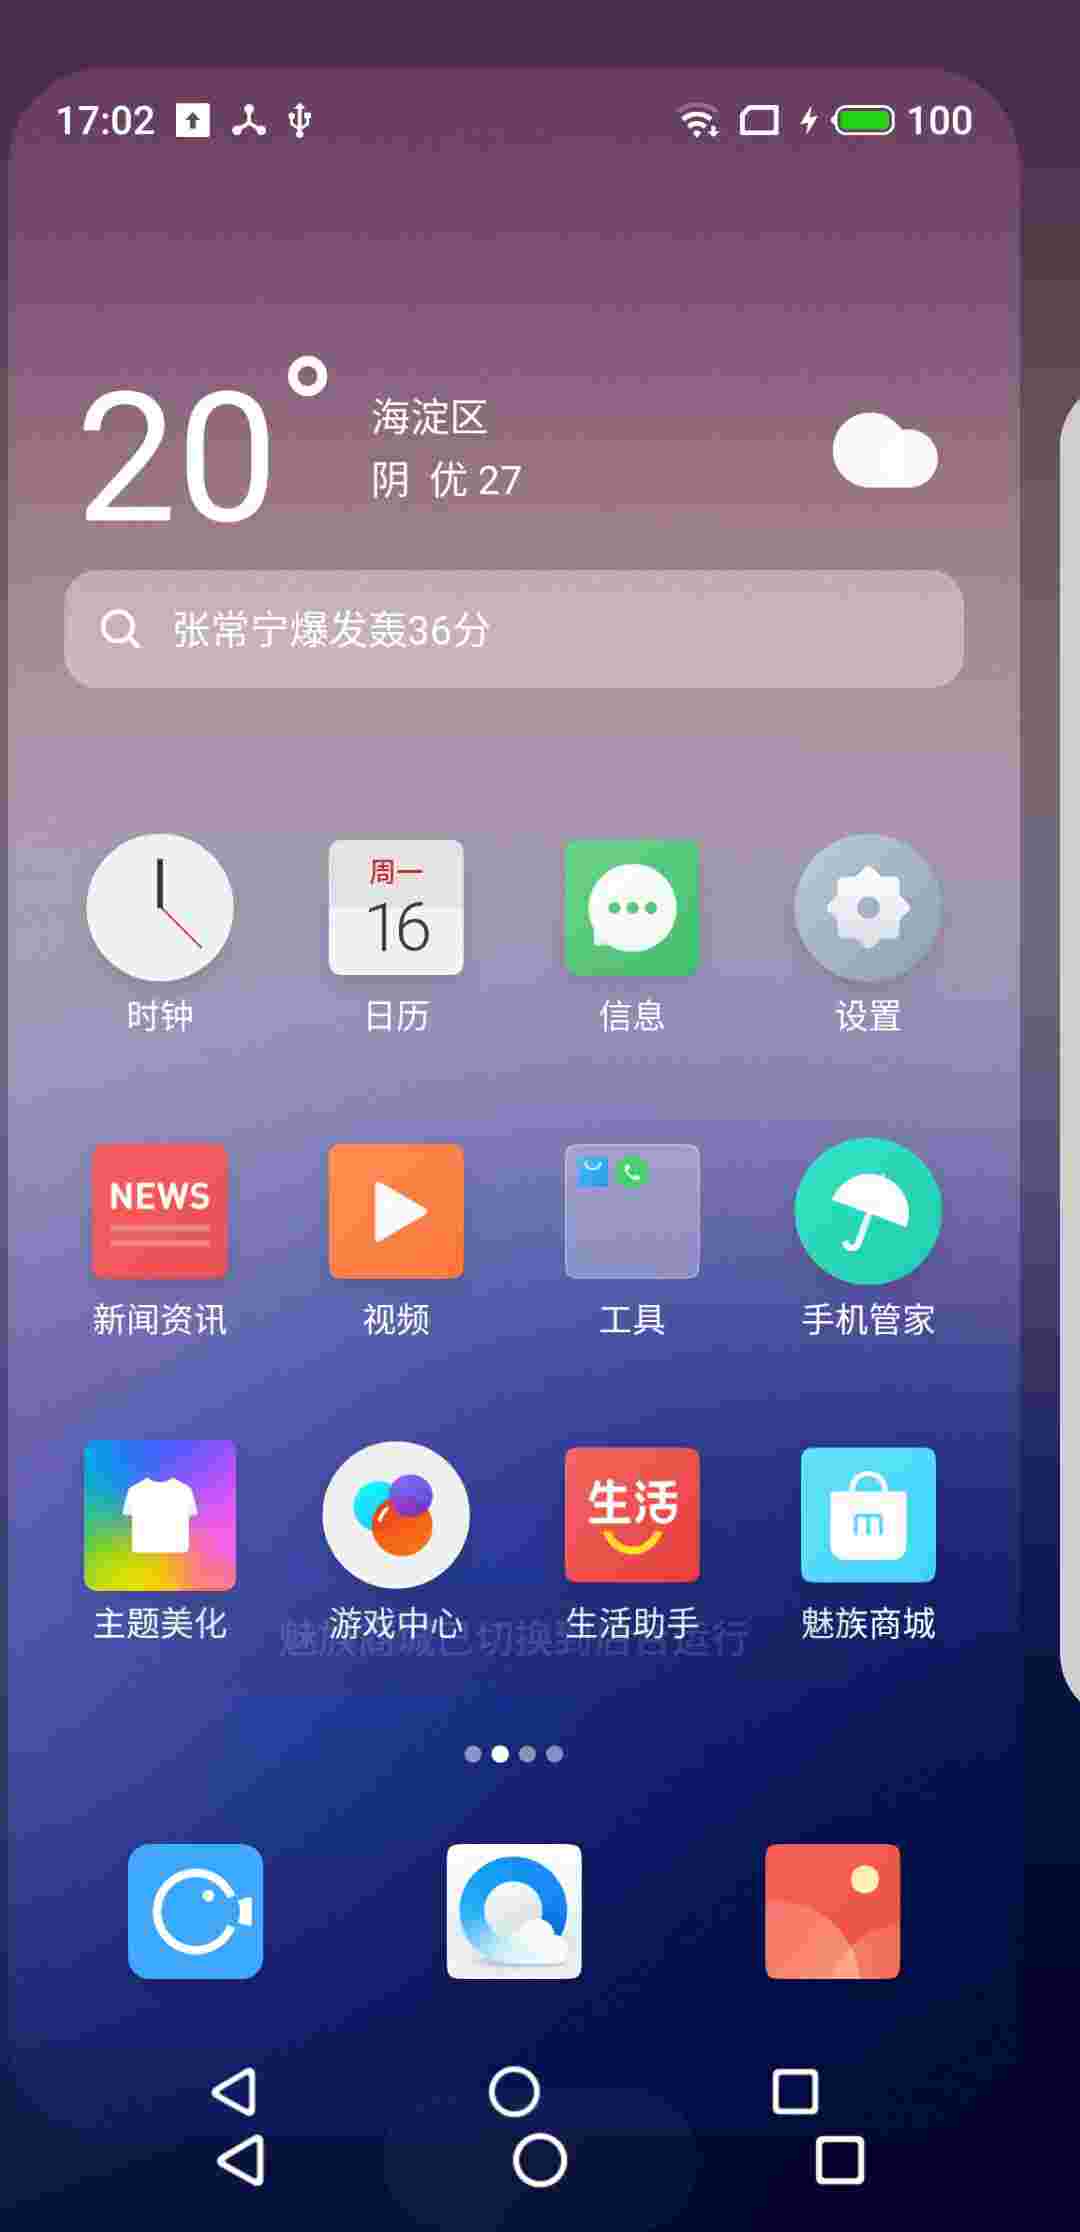 17:02 100
20°
海淀区
阴 优 27
张常宁爆发轰36分
周一
16
时钟 日历 信息 设置
NEWS
新闻资讯 视频 工具 手机管家
生活
m
主题美化 游戏中心 生活助手 魅族商城
魅族商城已切换到后台运行